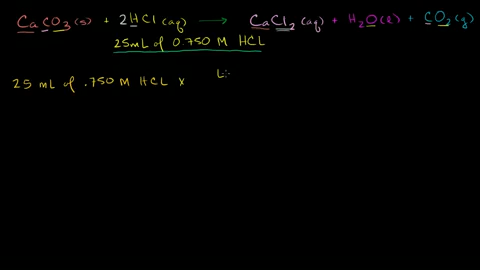 CaCO₃(s) + 2HCl(aq) → CaCl₂(aq) + H₂O(l) + CO₂(g)
25mL of 0.750 M HCL
25 mL of .750 M HCL x